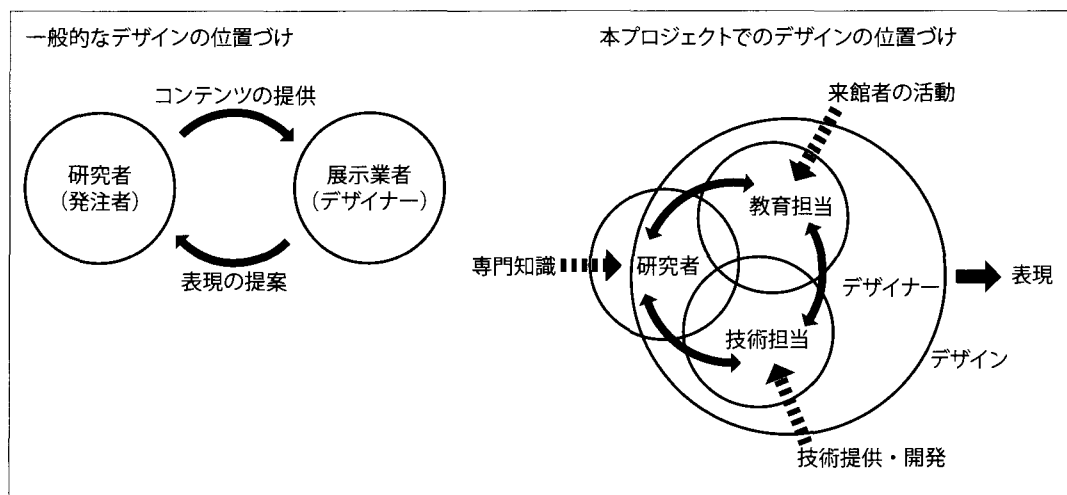 一般的なデザインの位置づけ
コンテンツの提供
研究者
（発注者）
展示業者
（デザイナー）
表現の提案
本プロジェクトでのデザインの位置づけ
来館者の活動
教育担当
専門知識
研究者
デザイナー
表現
技術担当
デザイン
技術提供・開発